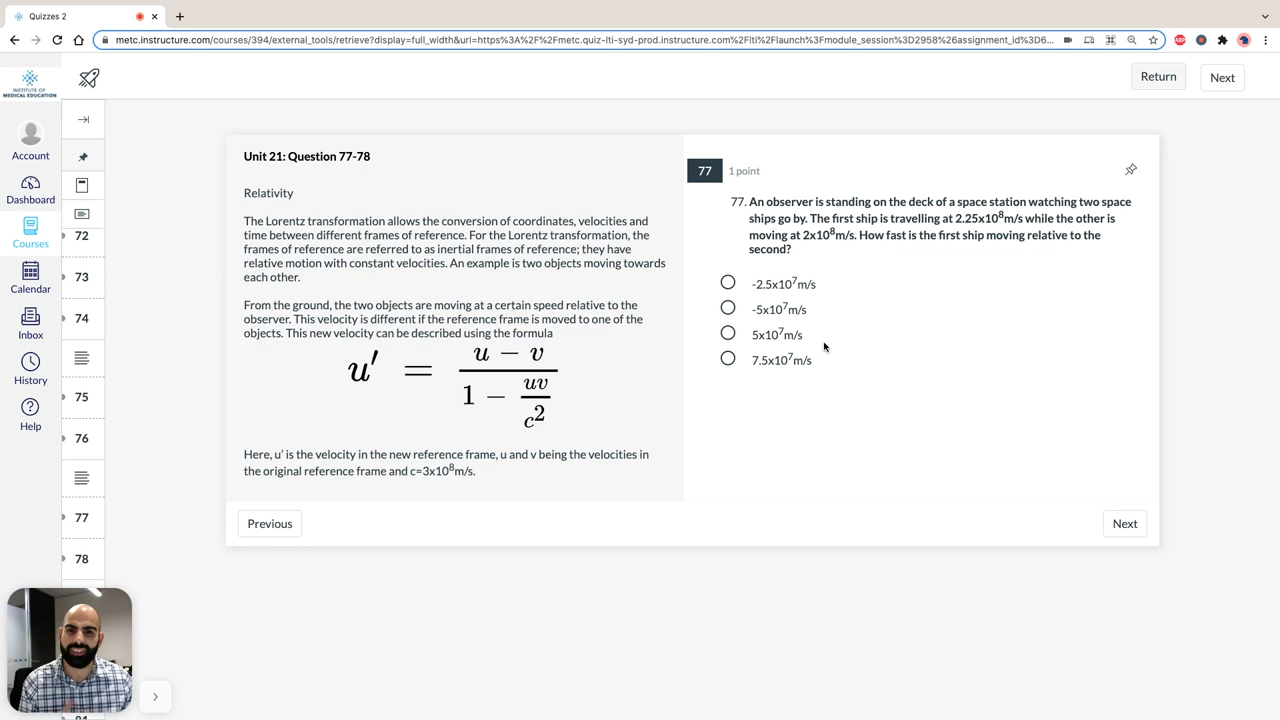 Quizzes 2
metc.instructure.com/courses/394/external_tools/retrieve?display=full_width&url=https%3A%2F%2Fmetc.quiz-lti-syd-prod.instructure.com%2Flti%2Flaunch%3Fmodule_session%3D2958%26assignment_id%3D6...
ABP
INSTITUTE OF
MEDICAL EDUCATION
Return
Next
Account
Dashboard
Courses
Calendar
Inbox
History
Help
72
73
74
75
76
77
78
81
Unit 21: Question 77-78
Relativity
The Lorentz transformation allows the conversion of coordinates, velocities and
time between different frames of reference. For the Lorentz transformation, the
frames of reference are referred to as inertial frames of reference; they have
relative motion with constant velocities. An example is two objects moving towards
each other.
From the ground, the two objects are moving at a certain speed relative to the
observer. This velocity is different if the reference frame is moved to one of the
objects. This new velocity can be described using the formula
u′ = (u − v) / (1 − uv/c²)
Here, u' is the velocity in the new reference frame, u and v being the velocities in
the original reference frame and c=3x10⁸m/s.
77
1 point
77. An observer is standing on the deck of a space station watching two space
ships go by. The first ship is travelling at 2.25x10⁸m/s while the other is
moving at 2x10⁸m/s. How fast is the first ship moving relative to the
second?
-2.5x10⁷m/s
-5x10⁷m/s
5x10⁷m/s
7.5x10⁷m/s
Previous
Next